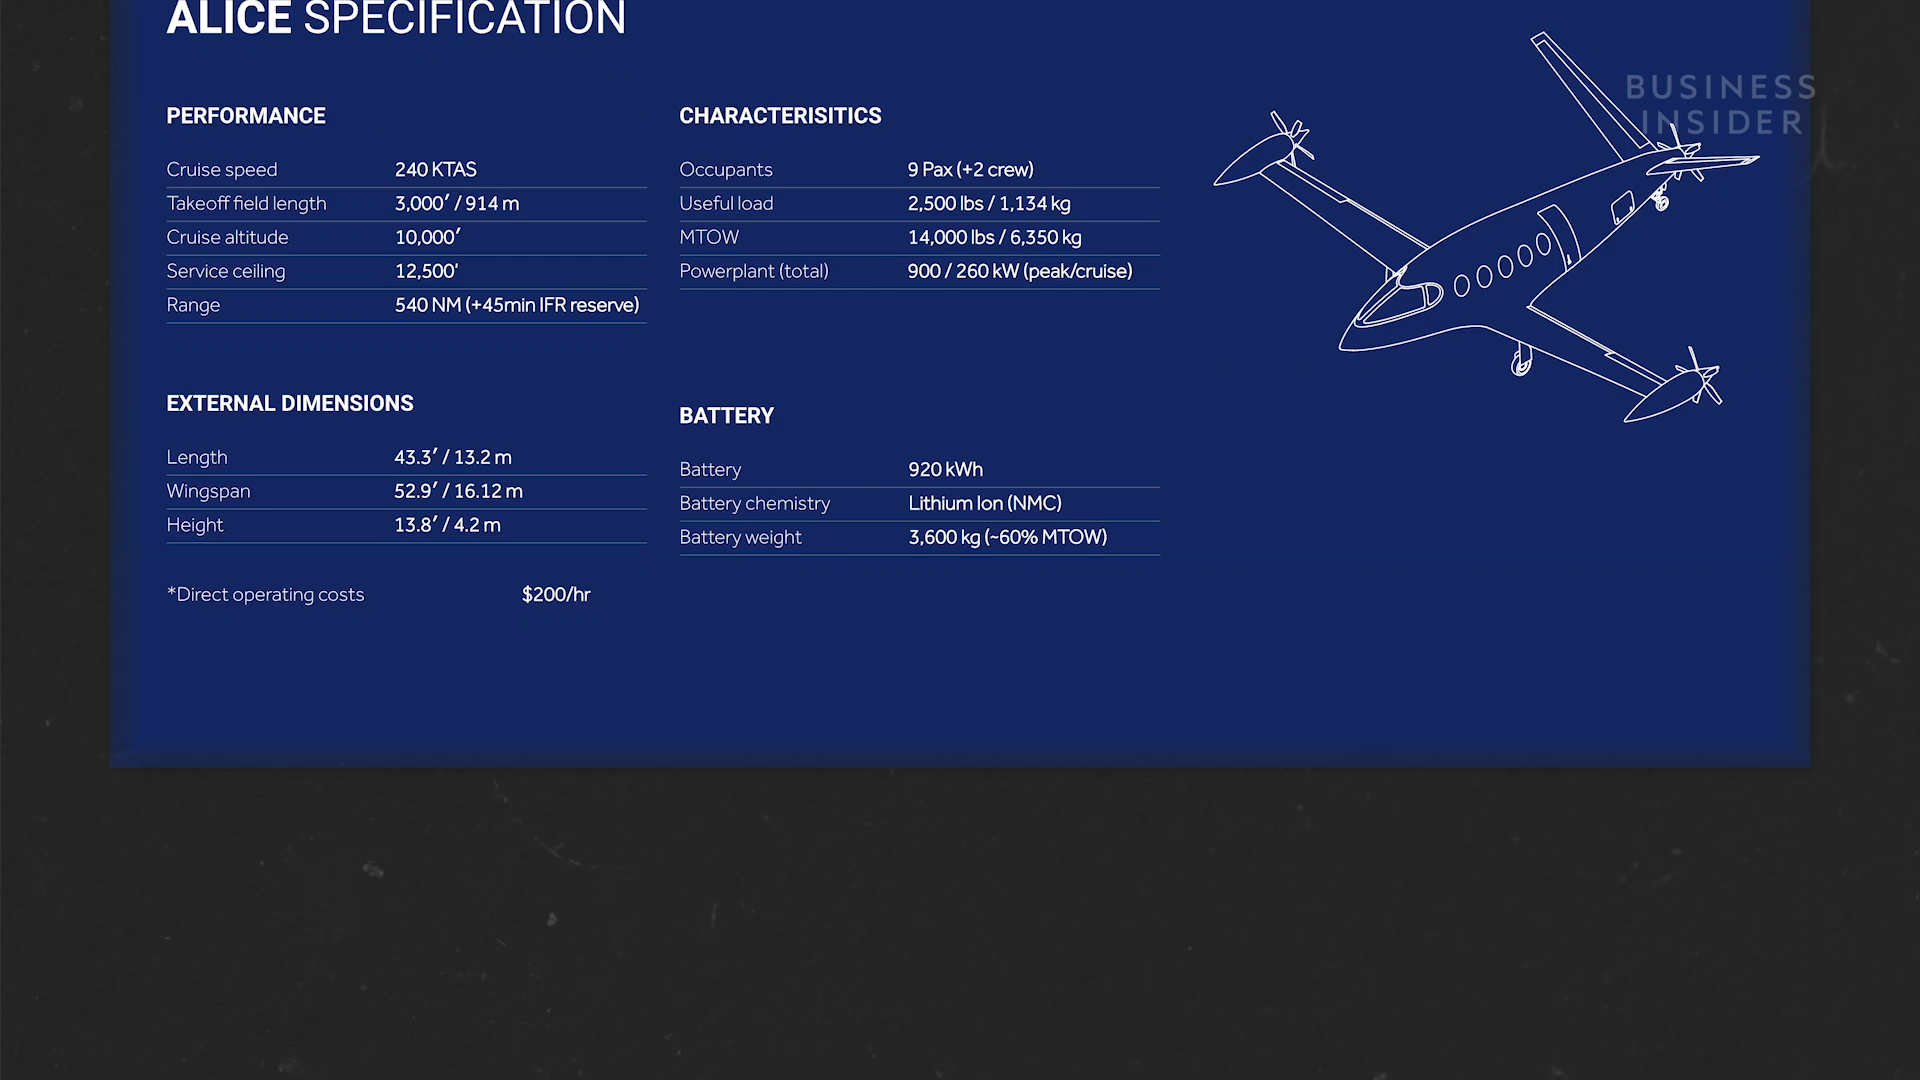 ALICE SPECIFICATION
BUSINESS
INSIDER
PERFORMANCE
Cruise speed 240 KTAS
Takeoff field length 3,000′ / 914 m
Cruise altitude 10,000′
Service ceiling 12,500'
Range 540 NM (+45min IFR reserve)
CHARACTERISITICS
Occupants 9 Pax (+2 crew)
Useful load 2,500 lbs / 1,134 kg
MTOW 14,000 lbs / 6,350 kg
Powerplant (total) 900 / 260 kW (peak/cruise)
EXTERNAL DIMENSIONS
Length 43.3′ / 13.2 m
Wingspan 52.9′ / 16.12 m
Height 13.8′ / 4.2 m
*Direct operating costs $200/hr
BATTERY
Battery 920 kWh
Battery chemistry Lithium Ion (NMC)
Battery weight 3,600 kg (~60% MTOW)